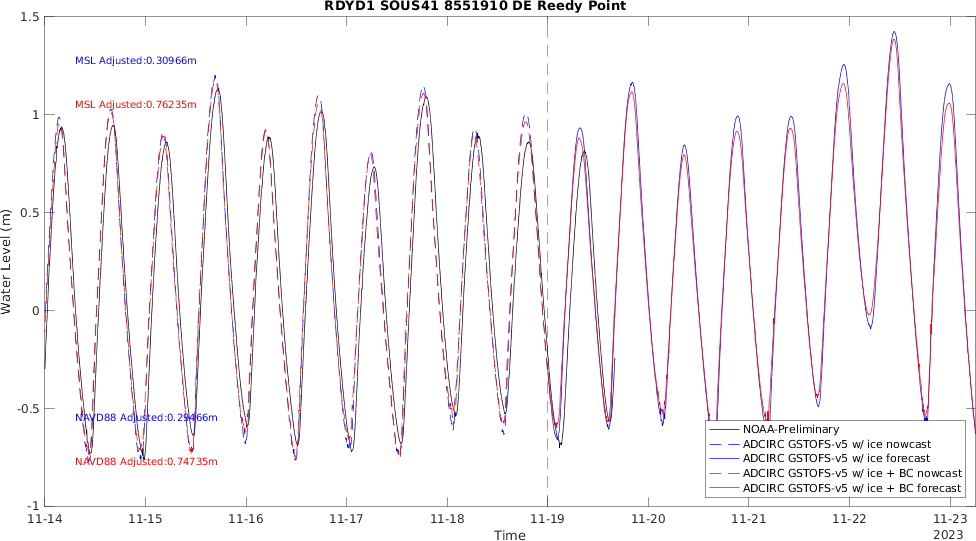 RDYD1 SOUS41 8551910 DE Reedy Point
1.5
MSL Adjusted:0.30966m
MSL Adjusted:0.76235m
1
0.5
Water Level (m)
0
-0.5
NAVD88 Adjusted:0.29466m
NAVD88 Adjusted:0.74735m
-1
NOAA-Preliminary
ADCIRC GSTOFS-v5 w/ ice nowcast
ADCIRC GSTOFS-v5 w/ ice forecast
ADCIRC GSTOFS-v5 w/ ice + BC nowcast
ADCIRC GSTOFS-v5 w/ ice + BC forecast
11-14 11-15 11-16 11-17 11-18 11-19 11-20 11-21 11-22 11-23
Time 2023